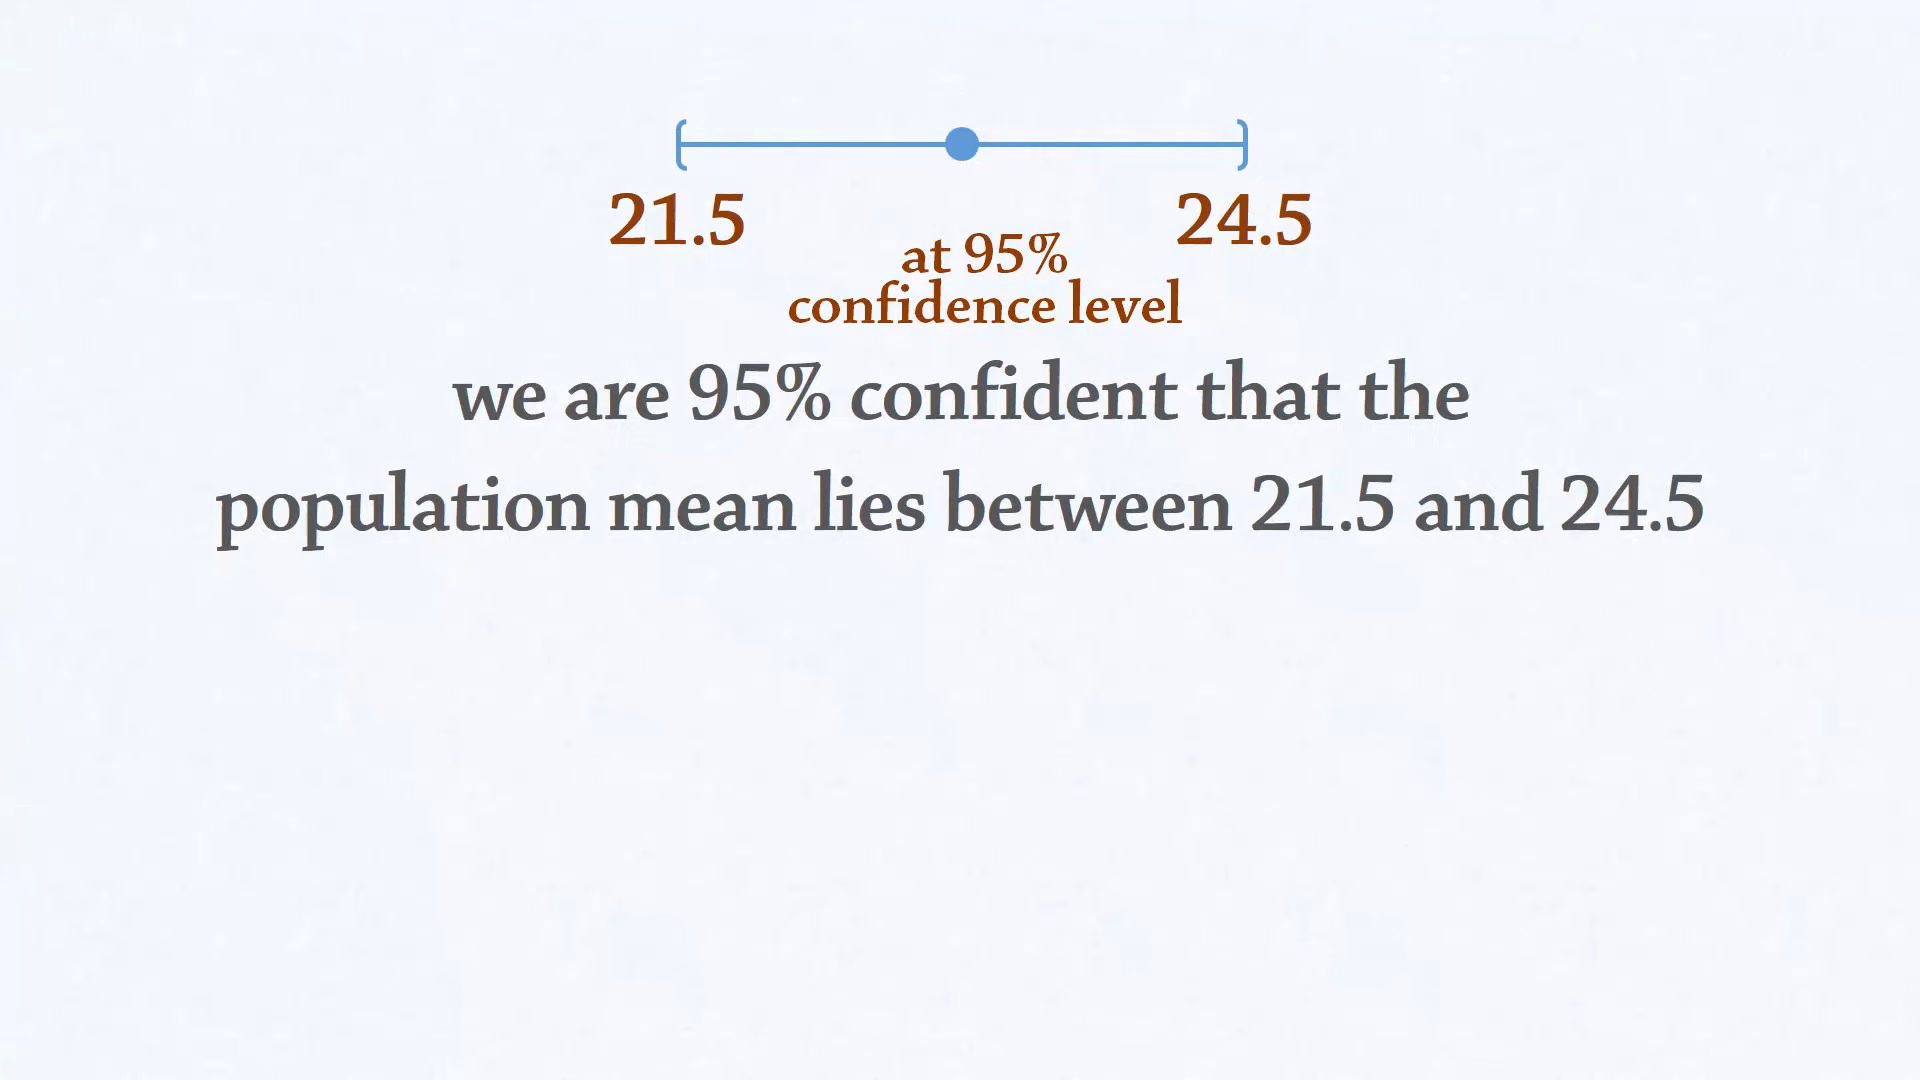 21.5 24.5
at 95%
confidence level
we are 95% confident that the
population mean lies between 21.5 and 24.5